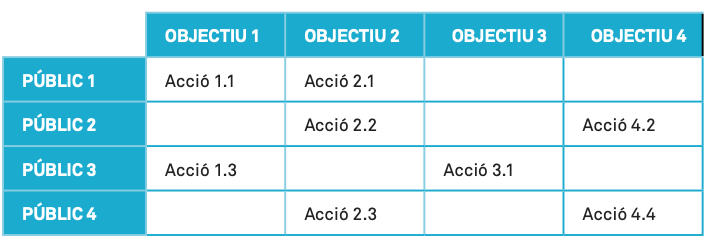 OBJECTIU 1 OBJECTIU 2 OBJECTIU 3 OBJECTIU 4
PÚBLIC 1 Acció 1.1 Acció 2.1
PÚBLIC 2 Acció 2.2 Acció 4.2
PÚBLIC 3 Acció 1.3 Acció 3.1
PÚBLIC 4 Acció 2.3 Acció 4.4